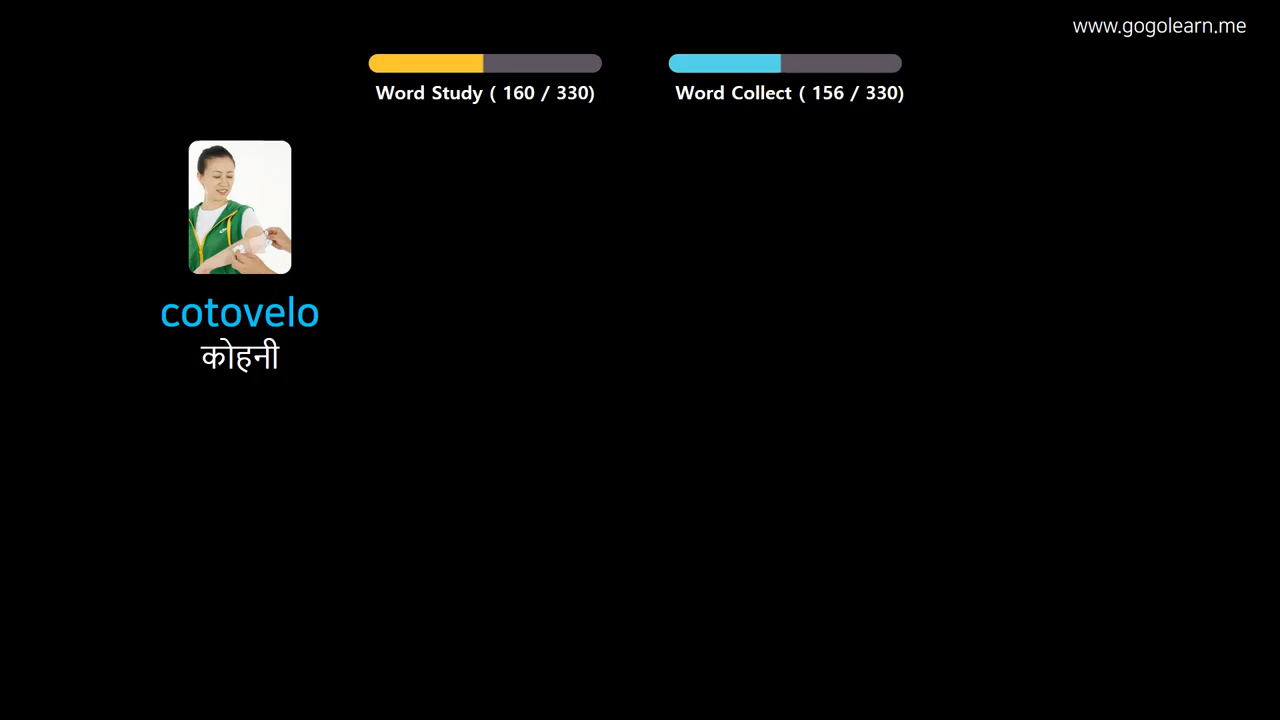 www.gogolearn.me
Word Study ( 160 / 330)
Word Collect ( 156 / 330)
cotovelo
कोहनी